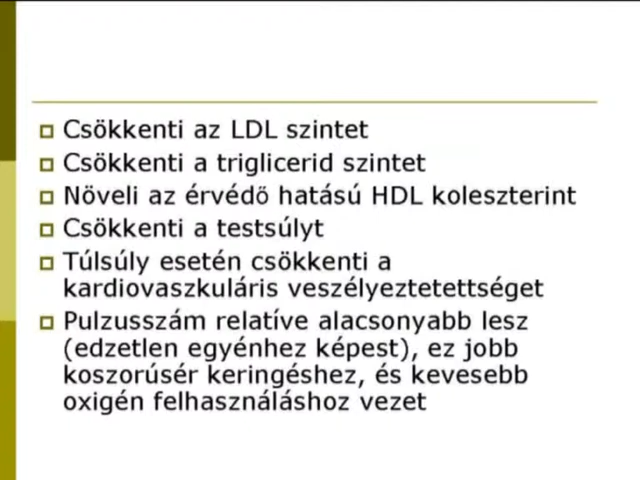 Csökkenti az LDL szintet
Csökkenti a triglicerid szintet
Növeli az érvédő hatású HDL koleszterint
Csökkenti a testsúlyt
Túlsúly esetén csökkenti a
kardiovaszkuláris veszélyeztetettséget
Pulzusszám relatíve alacsonyabb lesz
(edzetlen egyénhez képest), ez jobb
koszorúsér keringéshez, és kevesebb
oxigén felhasználáshoz vezet